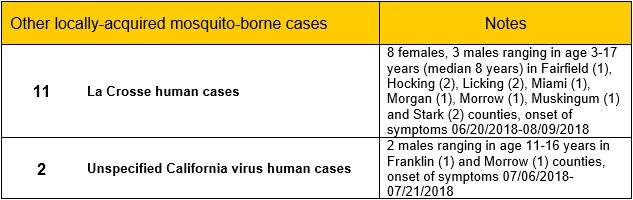 Other locally-acquired mosquito-borne cases
Notes
11
La Crosse human cases
8 females, 3 males ranging in age 3-17
years (median 8 years) in Fairfield (1),
Hocking (2), Licking (2), Miami (1),
Morgan (1), Morrow (1), Muskingum (1)
and Stark (2) counties, onset of
symptoms 06/20/2018-08/09/2018
2
Unspecified California virus human cases
2 males ranging in age 11-16 years in
Franklin (1) and Morrow (1) counties,
onset of symptoms 07/06/2018-
07/21/2018